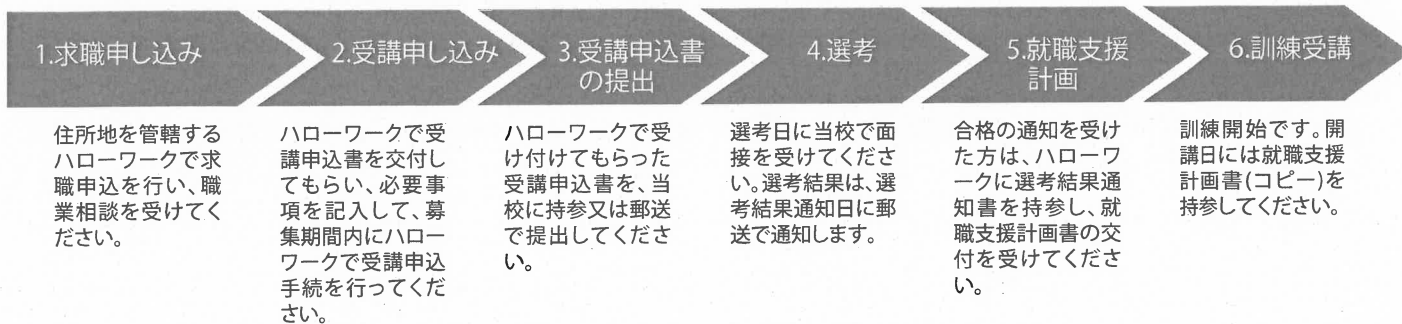 1.求職申し込み
住所地を管轄する
ハローワークで求
職申込を行い、職
業相談を受けてく
ださい。
2.受講申し込み
ハローワークで受
講申込書を交付し
てもらい、必要事
項を記入して、募
集期間内にハロー
ワークで受講申込
手続を行ってくだ
さい。
3.受講申込書
の提出
ハローワークで受
け付けてもらった
受講申込書を、当
校に持参又は郵送
で提出してくださ
い。
4.選考
選考日に当校で面
接を受けてくださ
い。選考結果は、選
考結果通知日に郵
送で通知します。
5.就職支援
計画
合格の通知を受け
た方は、ハローワ
ークに選考結果通
知書を持参し、就
職支援計画書の交
付を受けてくださ
い。
6.訓練受講
訓練開始です。開
講日には就職支援
計画書(コピー)を
持参してください。